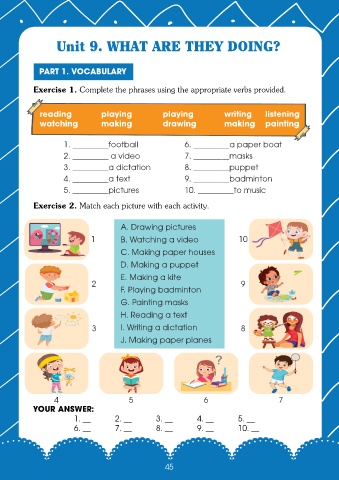 Unit 9. WHAT ARE THEY DOING?
PART 1. VOCABULARY
Exercise 1. Complete the phrases using the appropriate verbs provided.
reading playing playing writing listening
watching making drawing making painting
1. ________football 6. ________a paper boat
2. ________ a video 7. ________masks
3. ________a dictation 8. ________puppet
4. ________a text 9. ________badminton
5. ________pictures 10. ________to music
Exercise 2. Match each picture with each activity.
A. Drawing pictures
1 B. Watching a video 10
C. Making paper houses
D. Making a puppet
E. Making a kite
2 F. Playing badminton 9
G. Painting masks
H. Reading a text
3 I. Writing a dictation 8
J. Making paper planes
?
4 5 6 7
YOUR ANSWER:
1. __ 2. __ 3. __ 4. __ 5. __
6. __ 7. __ 8. __ 9. __ 10. __
45